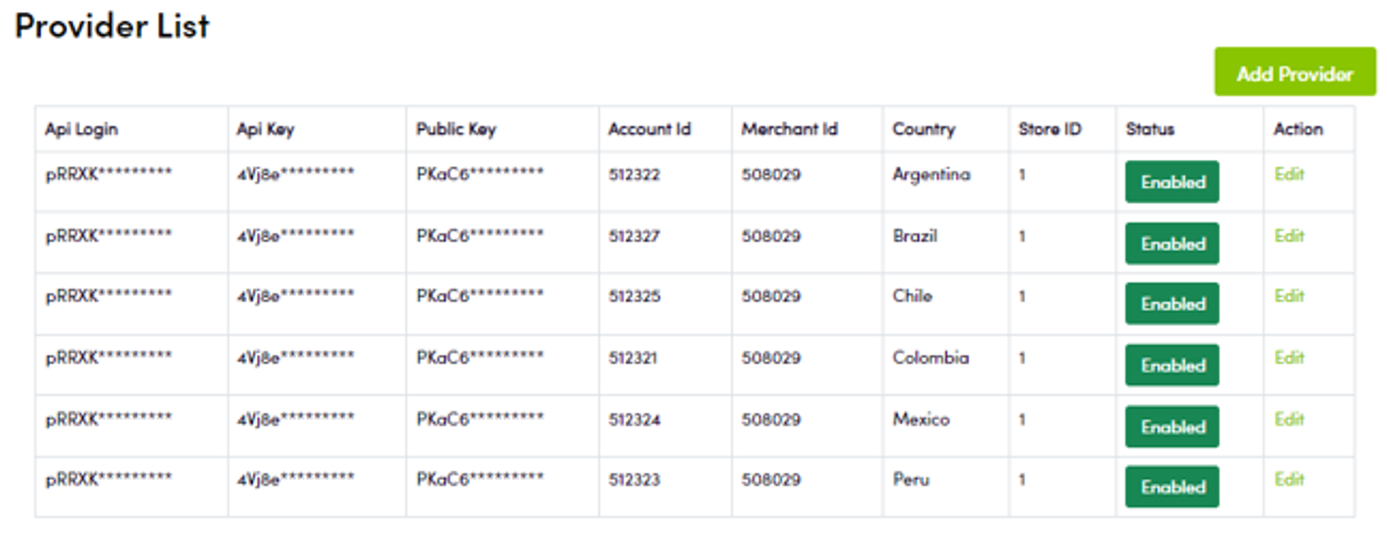 Provider List
Add Provider
Api Login Api Key Public Key Account Id Merchant Id Country Store ID Status Action
pRRXK********* 4Vj8e********* PKaC6********* 512322 508029 Argentina 1 Enabled Edit
pRRXK********* 4Vj8e********* PKaC6********* 512327 508029 Brazil 1 Enabled Edit
pRRXK********* 4Vj8e********* PKaC6********* 512325 508029 Chile 1 Enabled Edit
pRRXK********* 4Vj8e********* PKaC6********* 512321 508029 Colombia 1 Enabled Edit
pRRXK********* 4Vj8e********* PKaC6********* 512324 508029 Mexico 1 Enabled Edit
pRRXK********* 4Vj8e********* PKaC6********* 512323 508029 Peru 1 Enabled Edit